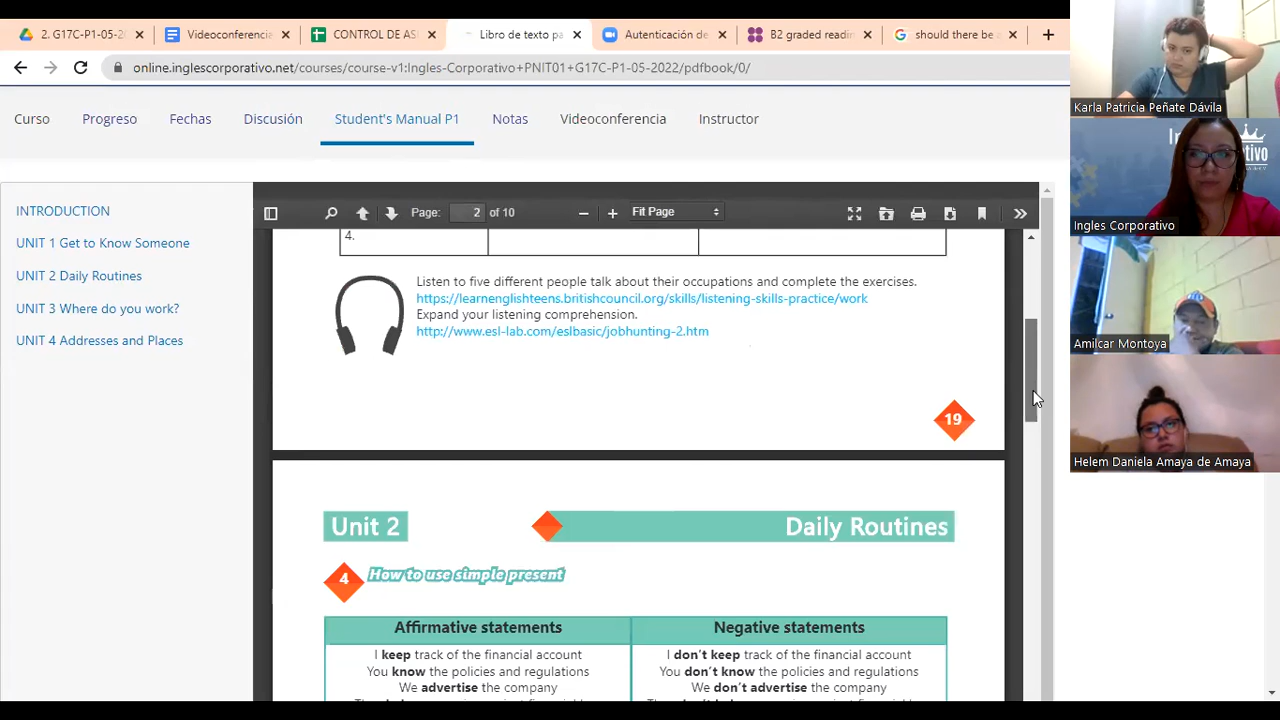 2. G17C-P1-05-2
Videoconferencia
CONTROL DE AS
Libro de texto pa
Autenticación de
B2 graded readin
should there be a
online.inglescorporativo.net/courses/course-v1:Ingles-Corporativo+PNIT01+G17C-P1-05-2022/pdfbook/0/
Curso
Progreso
Fechas
Discusión
Student's Manual P1
Notas
Videoconferencia
Instructor
INTRODUCTION
UNIT 1 Get to Know Someone
UNIT 2 Daily Routines
UNIT 3 Where do you work?
UNIT 4 Addresses and Places
Page: 2 of 10
Fit Page
4.
Listen to five different people talk about their occupations and complete the exercises.
https://learnenglishteens.britishcouncil.org/skills/listening-skills-practice/work
Expand your listening comprehension.
http://www.esl-lab.com/eslbasic/jobhunting-2.htm
19
Unit 2
Daily Routines
4
How to use simple present
Affirmative statements
Negative statements
I keep track of the financial account
I don't keep track of the financial account
You know the policies and regulations
You don't know the policies and regulations
We advertise the company
We don't advertise the company
Karla Patricia Peñate Dávila
Ingles Corporativo
Amilcar Montoya
Helem Daniela Amaya de Amaya